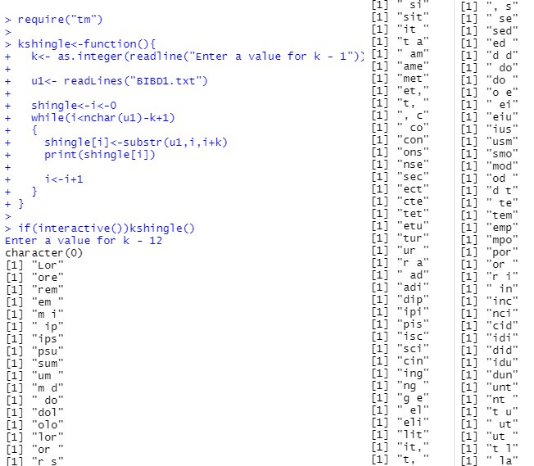 > require("tm")
>
> kshingle<-function(){
+ k<- as.integer(readline("Enter a value for k - 1"))
+
+ u1<- readLines("BIBD1.txt")
+
+ shingle<-i<-0
+ while(i<nchar(u1)-k+1)
+ {
+ shingle[i]<-substr(u1,i,i+k)
+ print(shingle[i])
+
+ i<-i+1
+ }
+ }
>
> if(interactive())kshingle()
Enter a value for k - 12
character(0)
[1] "Lor"
[1] "ore"
[1] "rem"
[1] "em "
[1] "m i"
[1] " ip"
[1] "ips"
[1] "psu"
[1] "sum"
[1] "um "
[1] "m d"
[1] " do"
[1] "dol"
[1] "olo"
[1] "lor"
[1] "or "
[1] "r s"
[1] " si"
[1] "sit"
[1] "it "
[1] "t a"
[1] " am"
[1] "ame"
[1] "met"
[1] "et,"
[1] "t, "
[1] ", c"
[1] " co"
[1] "con"
[1] "ons"
[1] "nse"
[1] "sec"
[1] "ect"
[1] "cte"
[1] "tet"
[1] "etu"
[1] "tur"
[1] "ur "
[1] "r a"
[1] " ad"
[1] "adi"
[1] "dip"
[1] "ipi"
[1] "pis"
[1] "isc"
[1] "sci"
[1] "cin"
[1] "ing"
[1] "ng "
[1] "g e"
[1] " el"
[1] "eli"
[1] "lit"
[1] "it,"
[1] "t, "
[1] ", s"
[1] " se"
[1] "sed"
[1] "ed "
[1] "d d"
[1] " do"
[1] "do "
[1] "o e"
[1] " ei"
[1] "eiu"
[1] "ius"
[1] "usm"
[1] "smo"
[1] "mod"
[1] "od "
[1] "d t"
[1] " te"
[1] "tem"
[1] "emp"
[1] "mpo"
[1] "por"
[1] "or "
[1] "r i"
[1] " in"
[1] "inc"
[1] "nci"
[1] "cid"
[1] "idi"
[1] "did"
[1] "idu"
[1] "dun"
[1] "unt"
[1] "nt "
[1] "t u"
[1] " ut"
[1] "ut "
[1] "t l"
[1] " la"